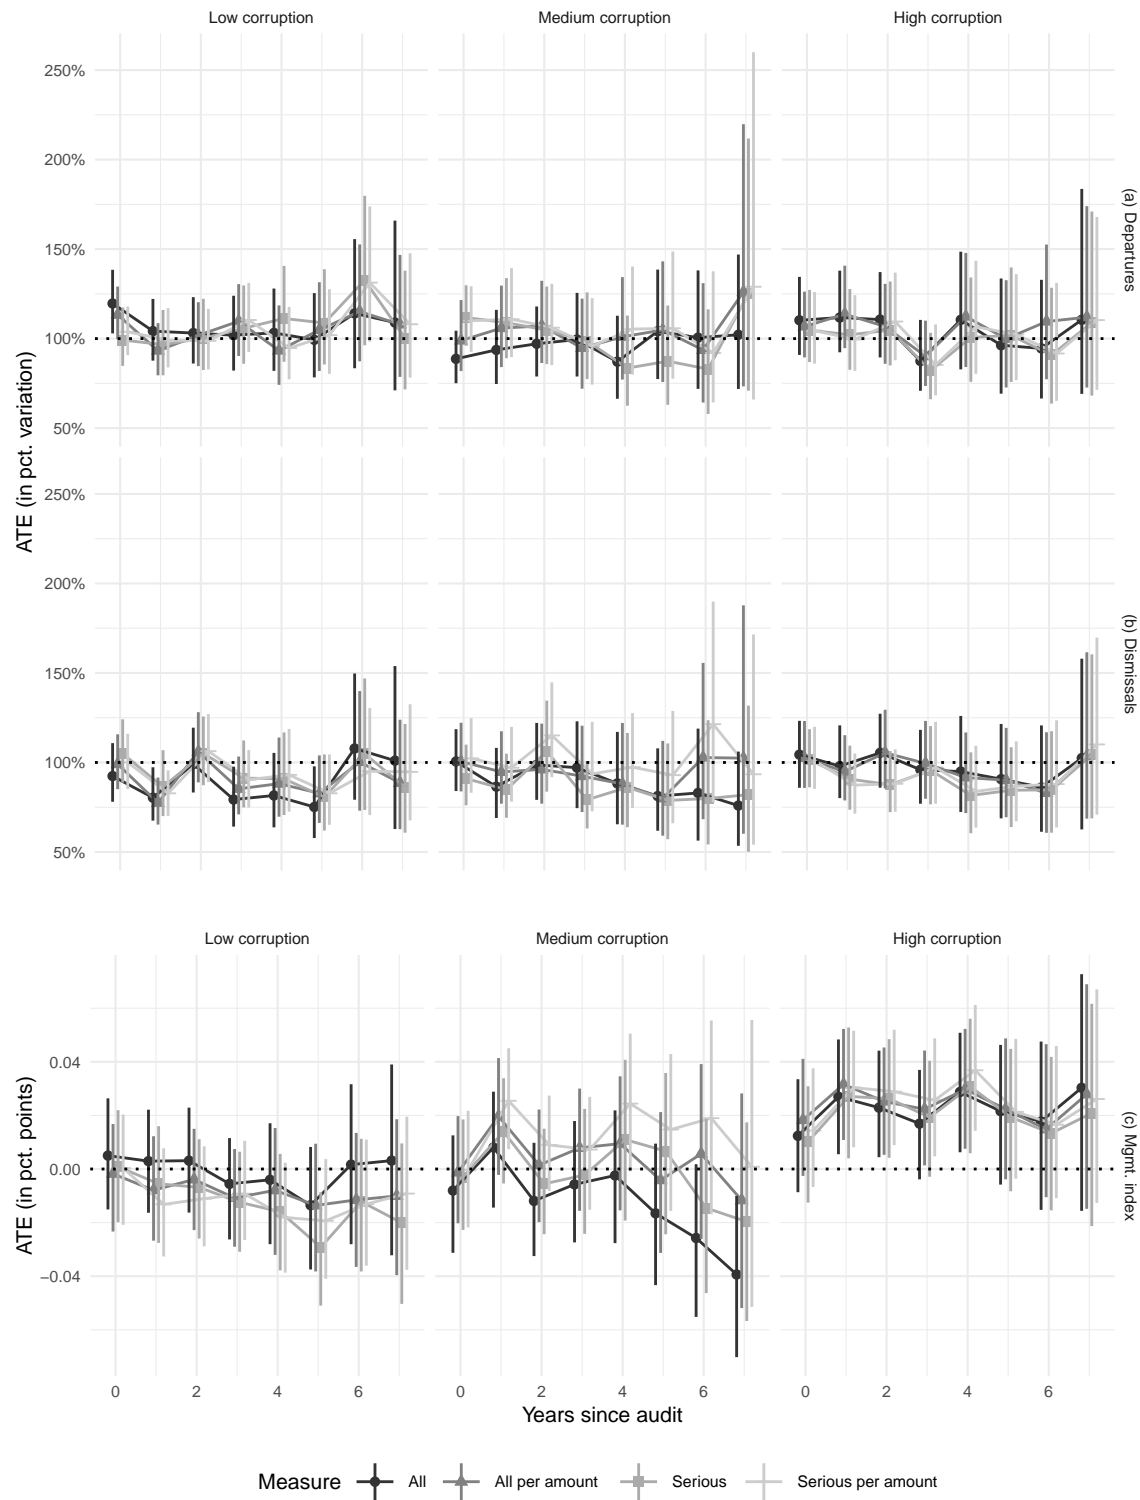 Low corruption Medium corruption High corruption
250%
200%
150%
100%
50%
(a) Departures
ATE (in pct. variation)
250%
200%
150%
100%
50%
(b) Dismissals
Low corruption Medium corruption High corruption
0.04
0.00
−0.04
ATE (in pct. points)
(c) Mgmt. index
0 2 4 6 0 2 4 6 0 2 4 6
Years since audit
Measure All All per amount Serious Serious per amount